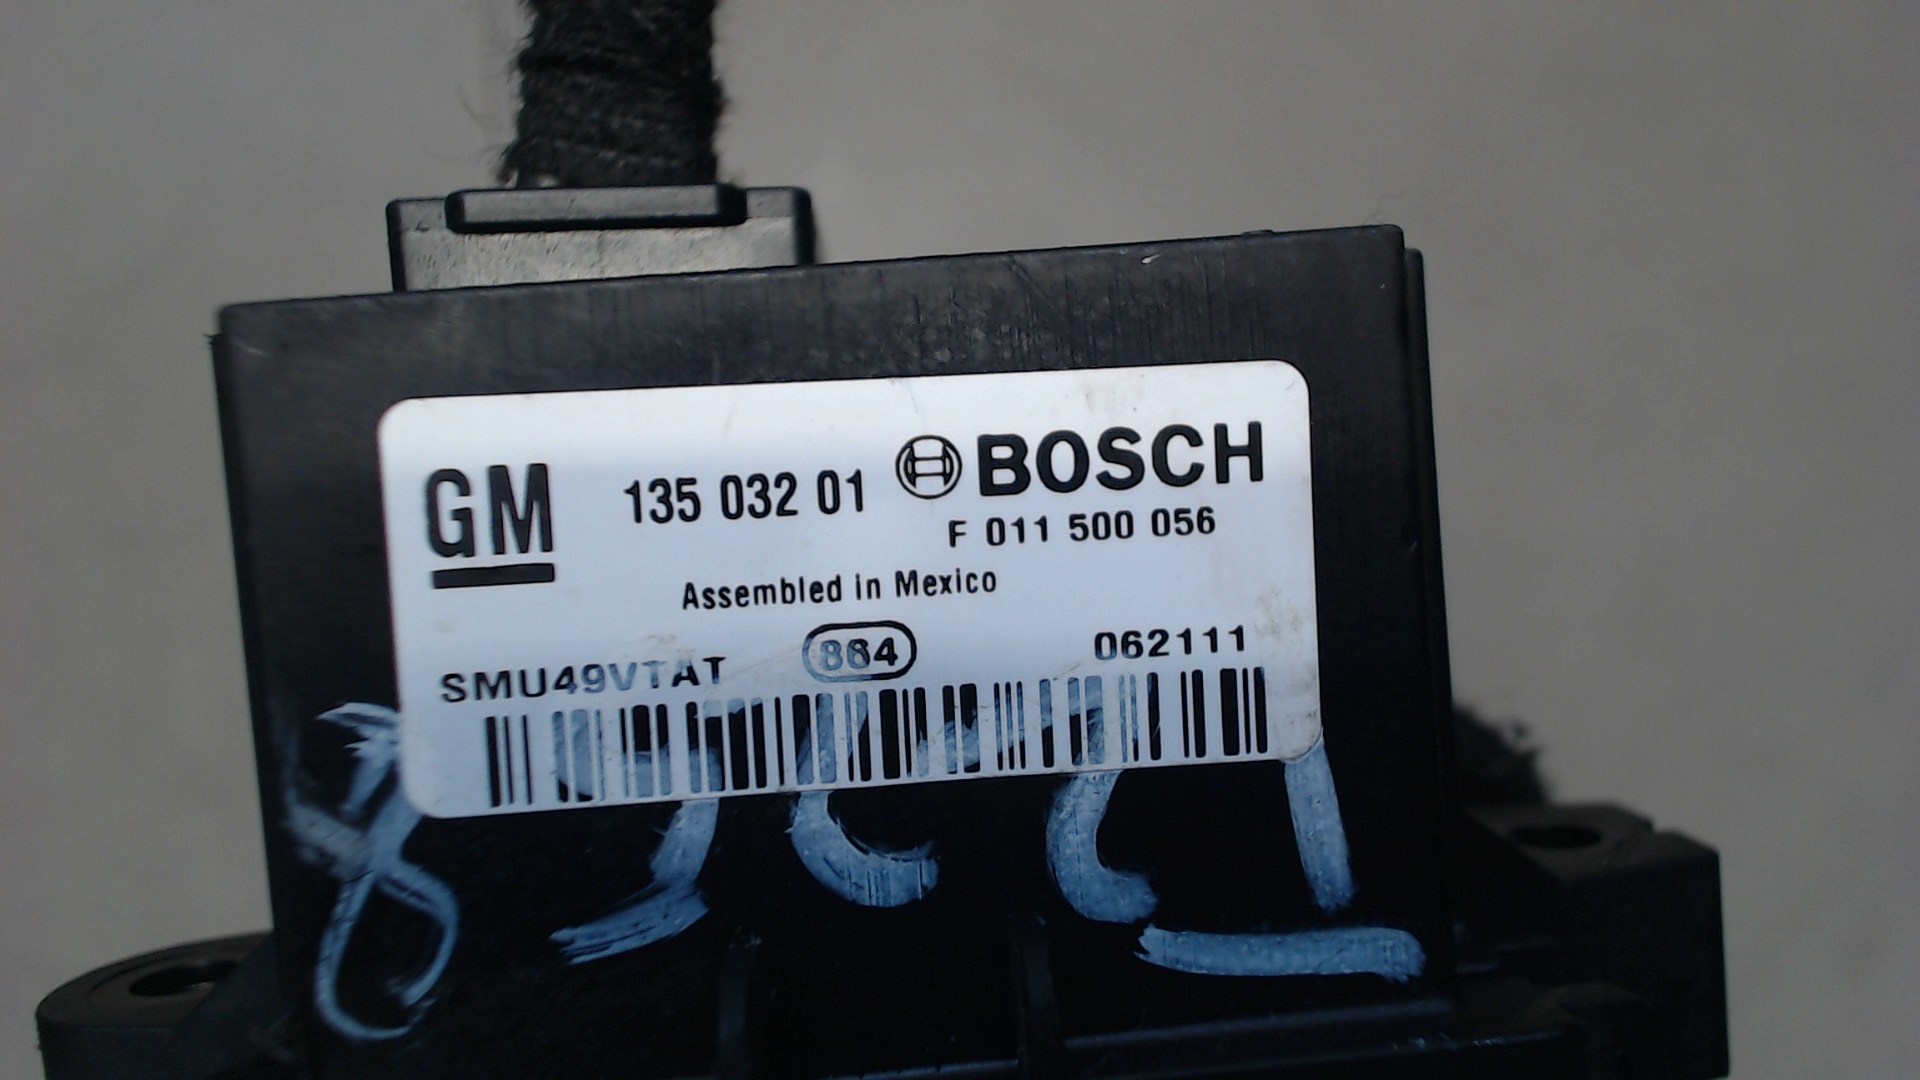 GM 135 032 01 BOSCH
F 011 500 056
Assembled in Mexico
SMU49VTAT 864 062111